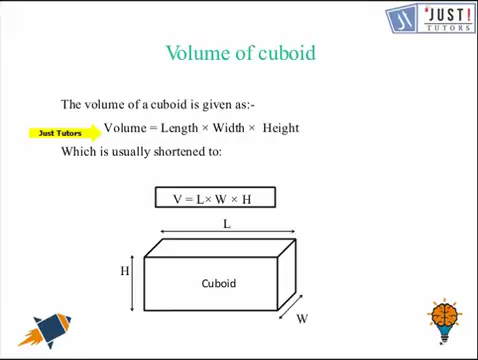 JUST!
TUTORS
Volume of cuboid
The volume of a cuboid is given as:-
Just Tutors
Volume = Length × Width × Height
Which is usually shortened to:
V = L× W × H
L
H
Cuboid
W